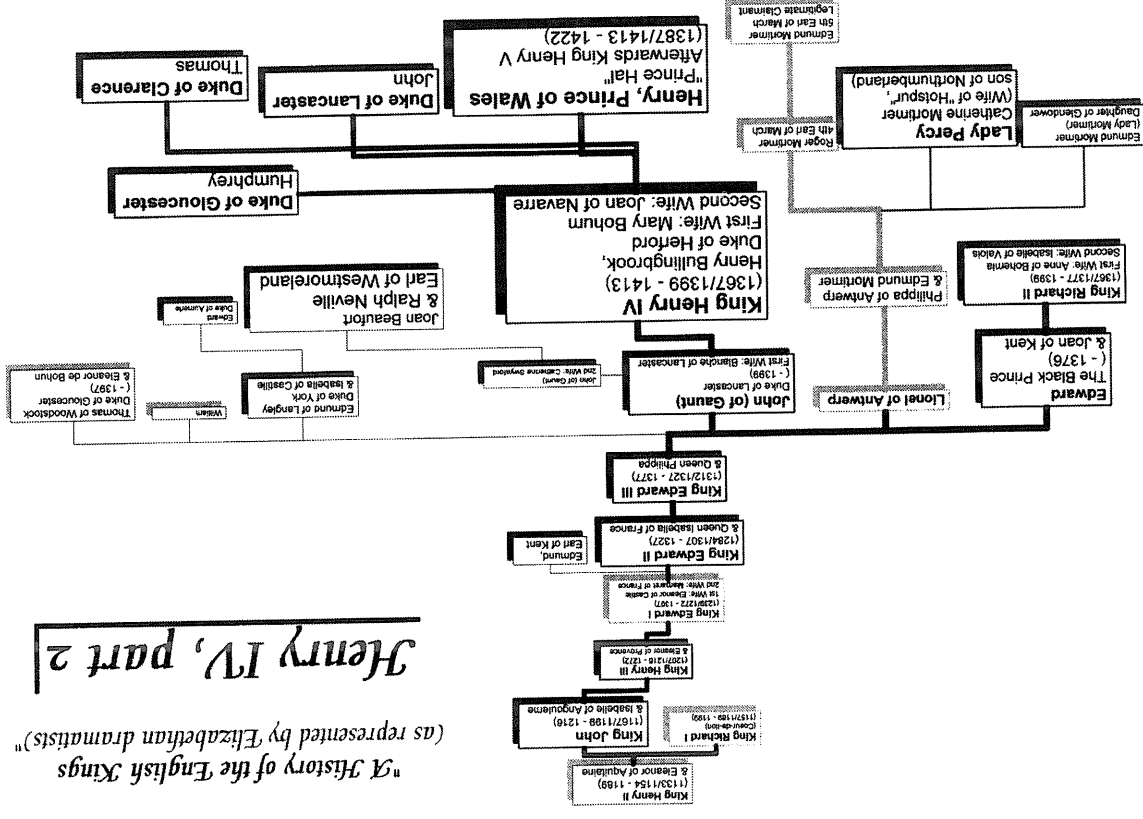 "A History of the English Kings
(as represented by Elizabethan dramatists)"
Henry IV, part 2
King Henry II
(1133/1154 - 1189)
& Eleanor of Aquitaine
King Richard I
(Coeur-de-lion)
(1157/1189 - 1199)
King John
(1167/1199 - 1216)
& Isabelle of Angouleme
King Henry III
(1207/1216 - 1272)
& Eleanor of Provence
King Edward I
(1239/1272 - 1307)
1st Wife: Eleanor of Castile
2nd Wife: Margaret of France
King Edward II
(1284/1307 - 1327)
& Queen Isabella of France
Edmund,
Earl of Kent
King Edward III
(1312/1327 - 1377)
& Queen Philippa
Edward
The Black Prince
( - 1376)
& Joan of Kent
Lionel of Antwerp
John (of) Gaunt)
Duke of Lancaster
( - 1399)
First Wife: Blanche of Lancaster
John (of Gaunt)
2nd. Wife: Catherine Swynford
Edmund of Langley
Duke of York
& Isabella of Castile
William
Thomas of Woodstock
Duke of Gloucester
( - 1397)
& Eleanor de Bohun
King Richard II
(1367/1377 - 1399)
First Wife: Anne of Bohemia
Second Wife: Isabelle of Valois
Philippa of Antwerp
& Edmund Mortimer
King Henry IV
(1367/1399 - 1413)
Henry Bullingbrook,
Duke of Herford
First Wife: Mary Bohum
Second Wife: Joan of Navarre
Joan Beaufort
& Ralph Neville
Earl of Westmoreland
Edward
Duke of Aumerle
Edmund Mortimer
(Lady Mortimer)
Daughter of Glendower
Lady Percy
Catherine Mortimer
(Wife of "Hotspur",
son of Northumberland)
Roger Mortimer
4th Earl of March
Duke of Gloucester
Humphrey
Edmund Mortimer
5th Earl of March
Legitimate Claimant
Henry, Prince of Wales
"Prince Hal"
Afterwards King Henry V
(1387/1413 - 1422)
Duke of Lancaster
John
Duke of Clarence
Thomas